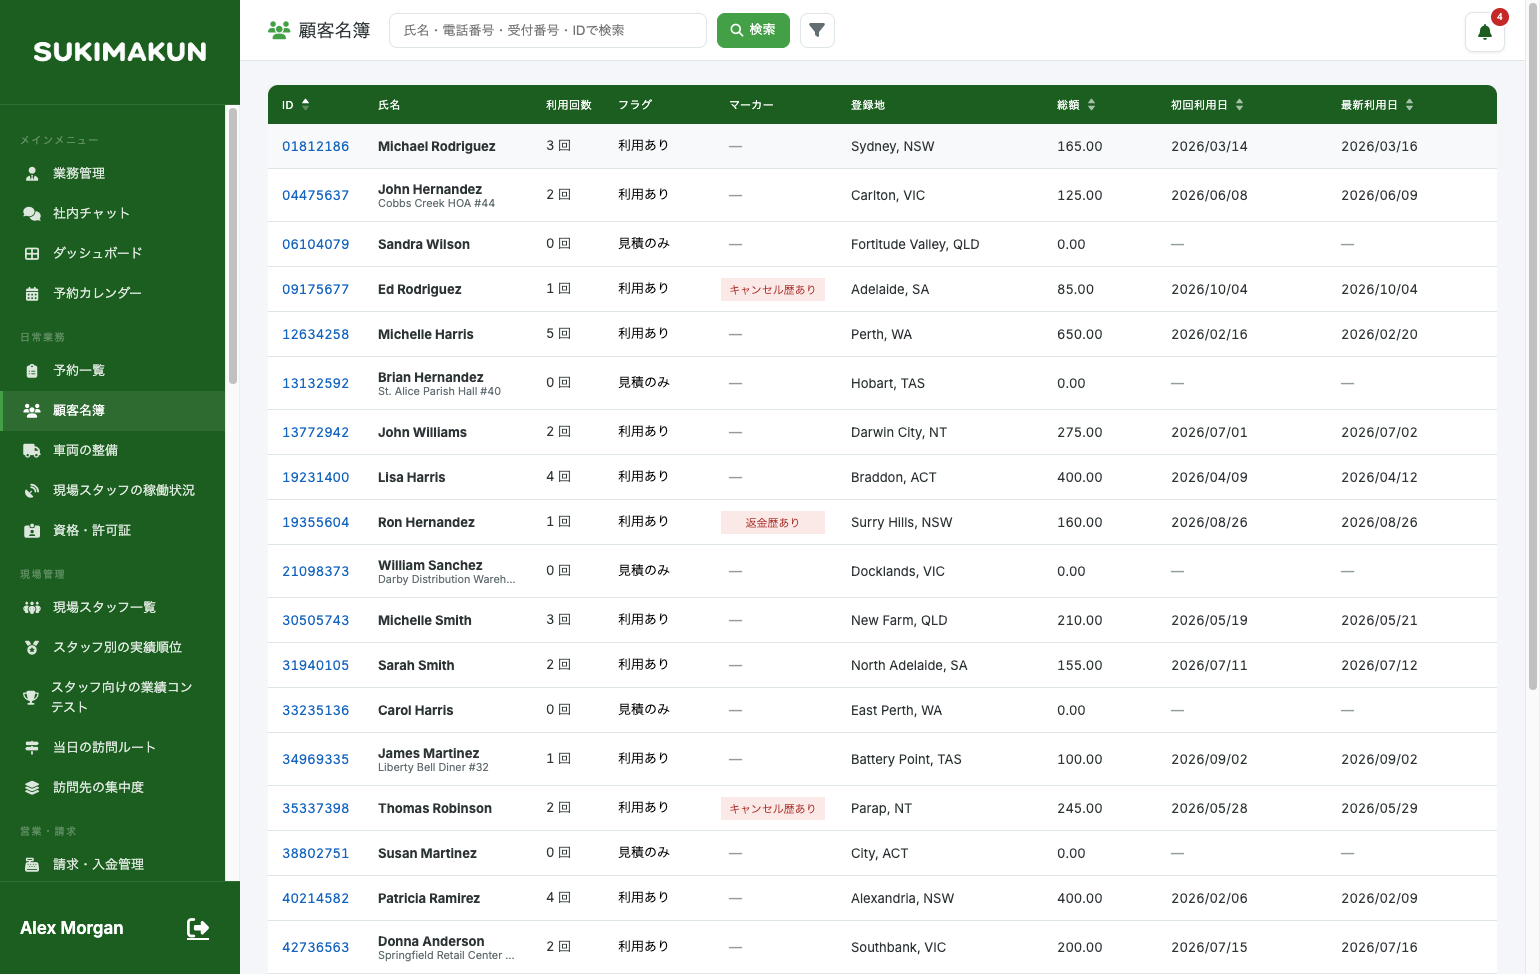 SUKIMAKUN
メインメニュー
業務管理
社内チャット
ダッシュボード
予約カレンダー
日常業務
予約一覧
顧客名簿
車両の整備
現場スタッフの稼働状況
資格・許可証
現場管理
現場スタッフ一覧
スタッフ別の実績順位
スタッフ向けの業績コン
テスト
当日の訪問ルート
訪問先の集中度
営業・請求
請求・入金管理
Alex Morgan
顧客名簿 氏名・電話番号・受付番号・IDで検索 検索 4
ID 氏名 利用回数 フラグ マーカー 登録地 総額 初回利用日 最新利用日
01812186 Michael Rodriguez 3 回 利用あり — Sydney, NSW 165.00 2026/03/14 2026/03/16
04475637 John Hernandez 2 回 利用あり — Carlton, VIC 125.00 2026/06/08 2026/06/09
Cobbs Creek HOA #44
06104079 Sandra Wilson 0 回 見積のみ — Fortitude Valley, QLD 0.00 — —
09175677 Ed Rodriguez 1 回 利用あり キャンセル歴あり Adelaide, SA 85.00 2026/10/04 2026/10/04
12634258 Michelle Harris 5 回 利用あり — Perth, WA 650.00 2026/02/16 2026/02/20
13132592 Brian Hernandez 0 回 見積のみ — Hobart, TAS 0.00 — —
St. Alice Parish Hall #40
13772942 John Williams 2 回 利用あり — Darwin City, NT 275.00 2026/07/01 2026/07/02
19231400 Lisa Harris 4 回 利用あり — Braddon, ACT 400.00 2026/04/09 2026/04/12
19355604 Ron Hernandez 1 回 利用あり 返金歴あり Surry Hills, NSW 160.00 2026/08/26 2026/08/26
21098373 William Sanchez 0 回 見積のみ — Docklands, VIC 0.00 — —
Darby Distribution Wareh...
30505743 Michelle Smith 3 回 利用あり — New Farm, QLD 210.00 2026/05/19 2026/05/21
31940105 Sarah Smith 2 回 利用あり — North Adelaide, SA 155.00 2026/07/11 2026/07/12
33235136 Carol Harris 0 回 見積のみ — East Perth, WA 0.00 — —
34969335 James Martinez 1 回 利用あり — Battery Point, TAS 100.00 2026/09/02 2026/09/02
Liberty Bell Diner #32
35337398 Thomas Robinson 2 回 利用あり キャンセル歴あり Parap, NT 245.00 2026/05/28 2026/05/29
38802751 Susan Martinez 0 回 見積のみ — City, ACT 0.00 — —
40214582 Patricia Ramirez 4 回 利用あり — Alexandria, NSW 400.00 2026/02/06 2026/02/09
42736563 Donna Anderson 2 回 利用あり — Southbank, VIC 200.00 2026/07/15 2026/07/16
Springfield Retail Center ...